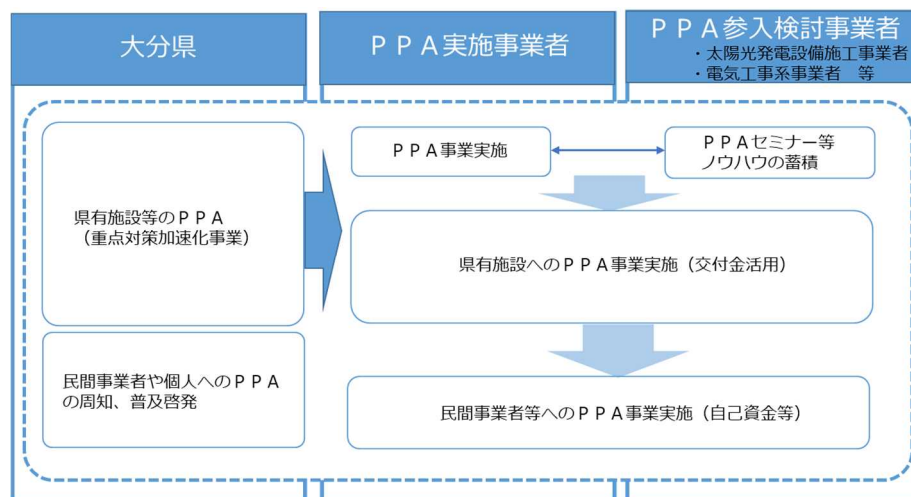 大分県
ＰＰＡ実施事業者
ＰＰＡ参入検討事業者
・太陽光発電設備施工事業者
・電気工事系事業者　等
県有施設等のＰＰＡ
（重点対策加速化事業）
民間事業者や個人へのＰＰＡ
の周知、普及啓発
ＰＰＡ事業実施
ＰＰＡセミナー等
ノウハウの蓄積
県有施設へのＰＰＡ事業実施（交付金活用）
民間事業者等へのＰＰＡ事業実施（自己資金等）